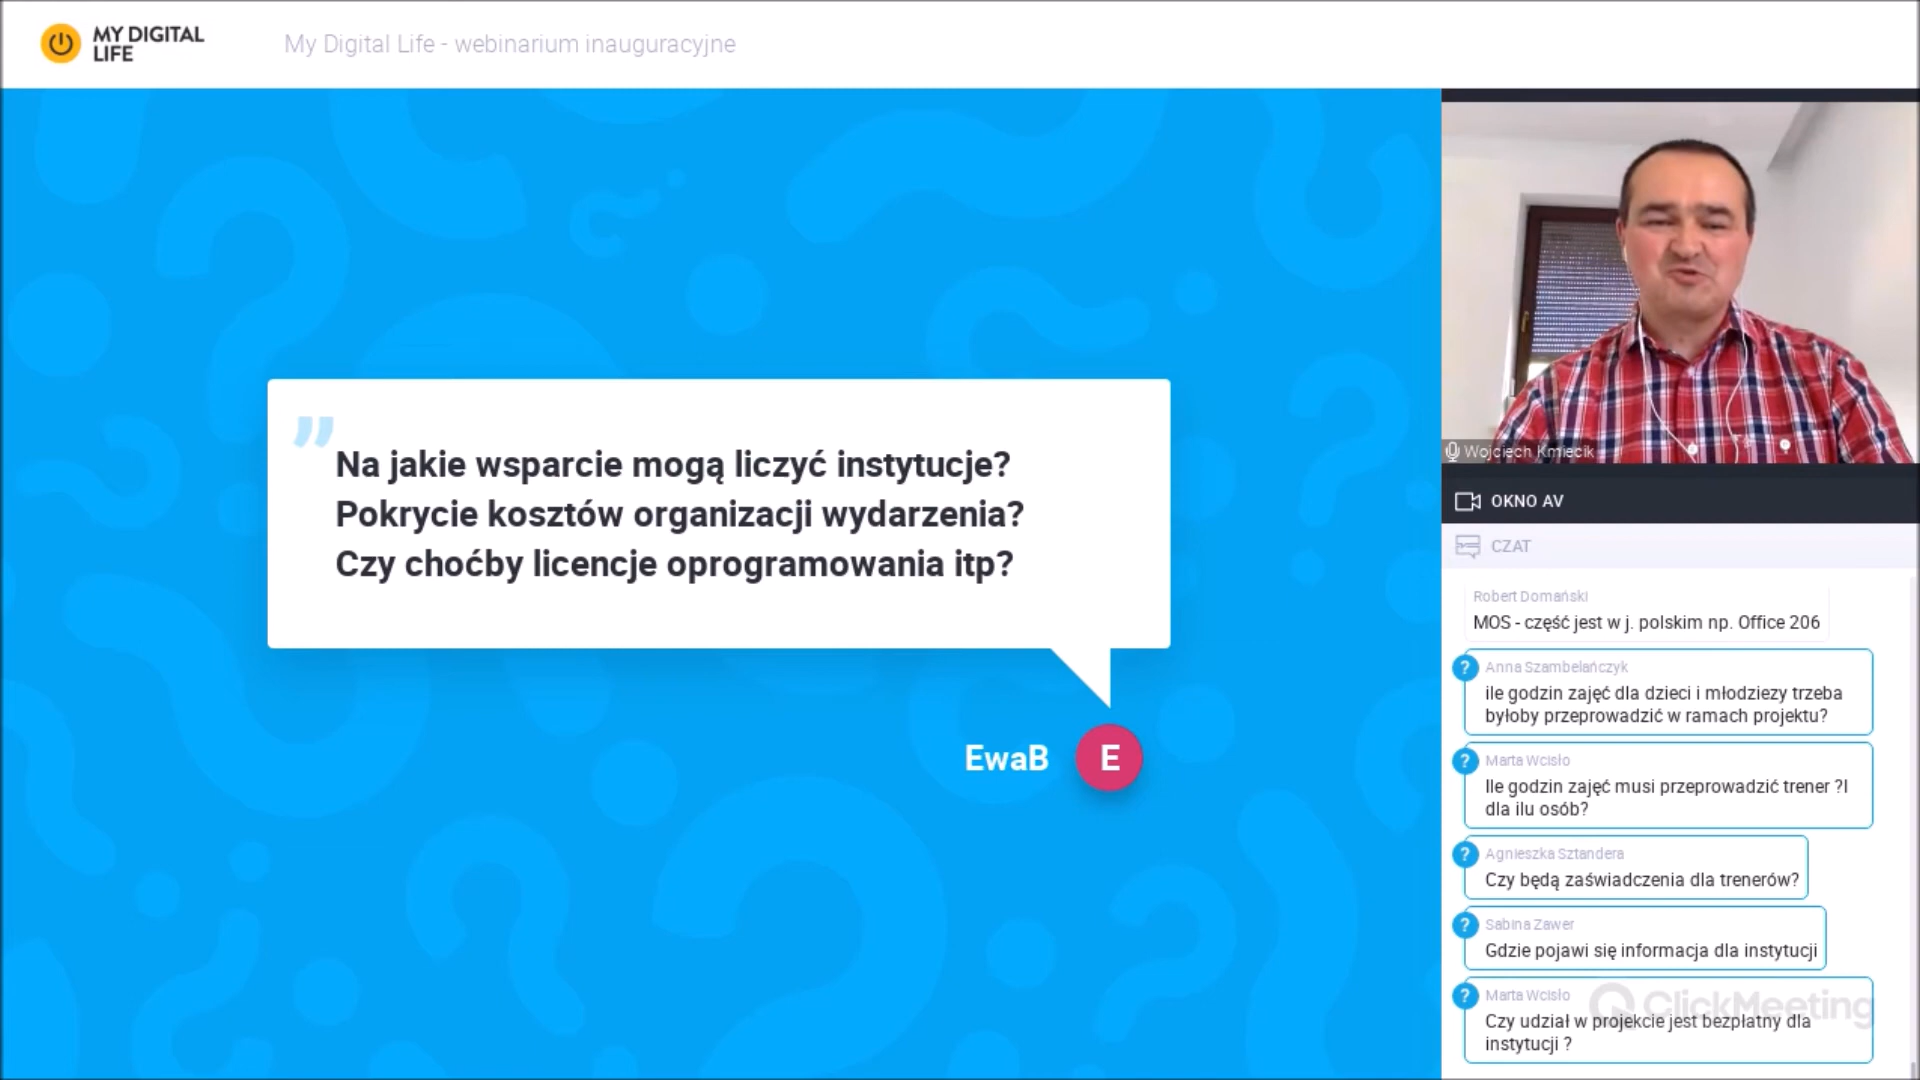 MY DIGITAL
LIFE
My Digital Life - webinarium inauguracyjne
Na jakie wsparcie mogą liczyć instytucje?
Pokrycie kosztów organizacji wydarzenia?
Czy choćby licencje oprogramowania itp?
EwaB
E
Wojciech Kmiecik
OKNO AV
CZAT
Robert Domański
MOS - część jest w j. polskim np. Office 206
? Anna Szambelańczyk
ile godzin zajęć dla dzieci i młodziezy trzeba
byłoby przeprowadzić w ramach projektu?
? Marta Wcisło
Ile godzin zajęć musi przeprowadzić trener ?I
dla ilu osób?
? Agnieszka Sztandera
Czy będą zaświadczenia dla trenerów?
? Sabina Zawer
Gdzie pojawi się informacja dla instytucji
? Marta Wcisło
ClickMeeting
Czy udział w projekcie jest bezpłatny dla
instytucji ?